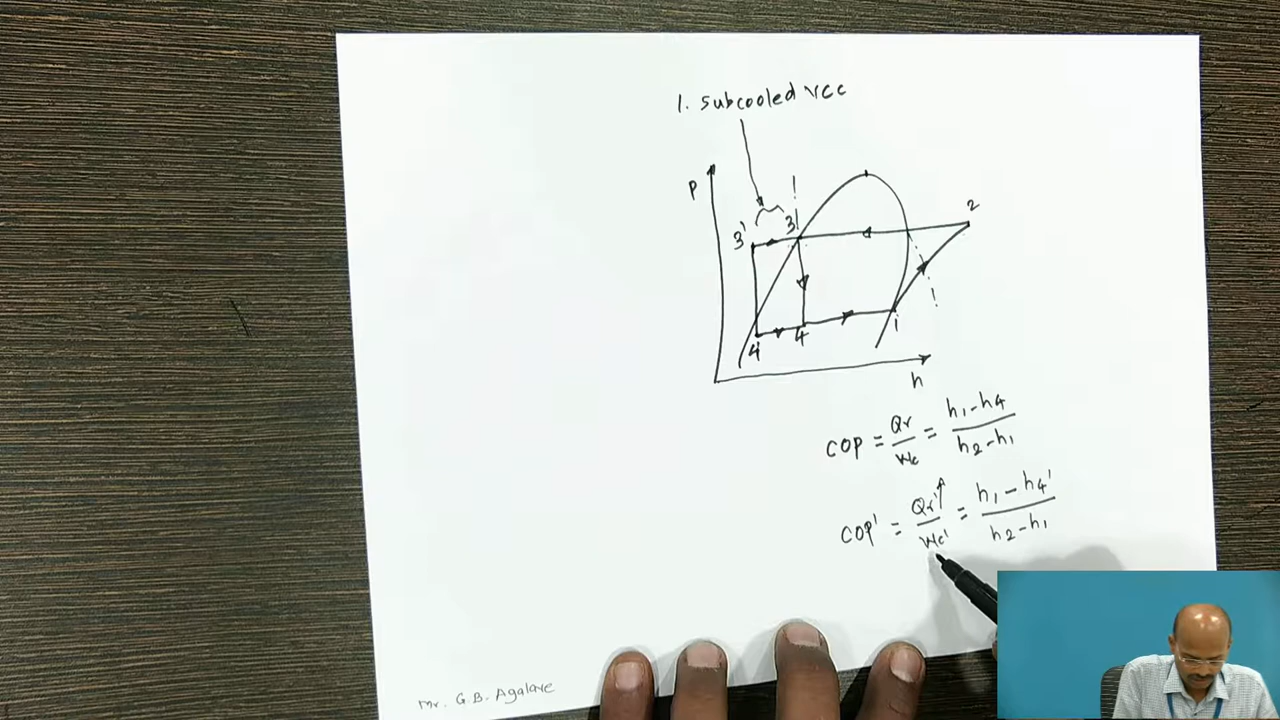 1. Subcooled VCC
P
2
3' 3
4' 4 1
h
COP = Qr / Wc = h1-h4 / h2-h1
COP' = Qr'↑ / Wc' = h1-h4' / h2-h1
Mr. G.B. Agalave